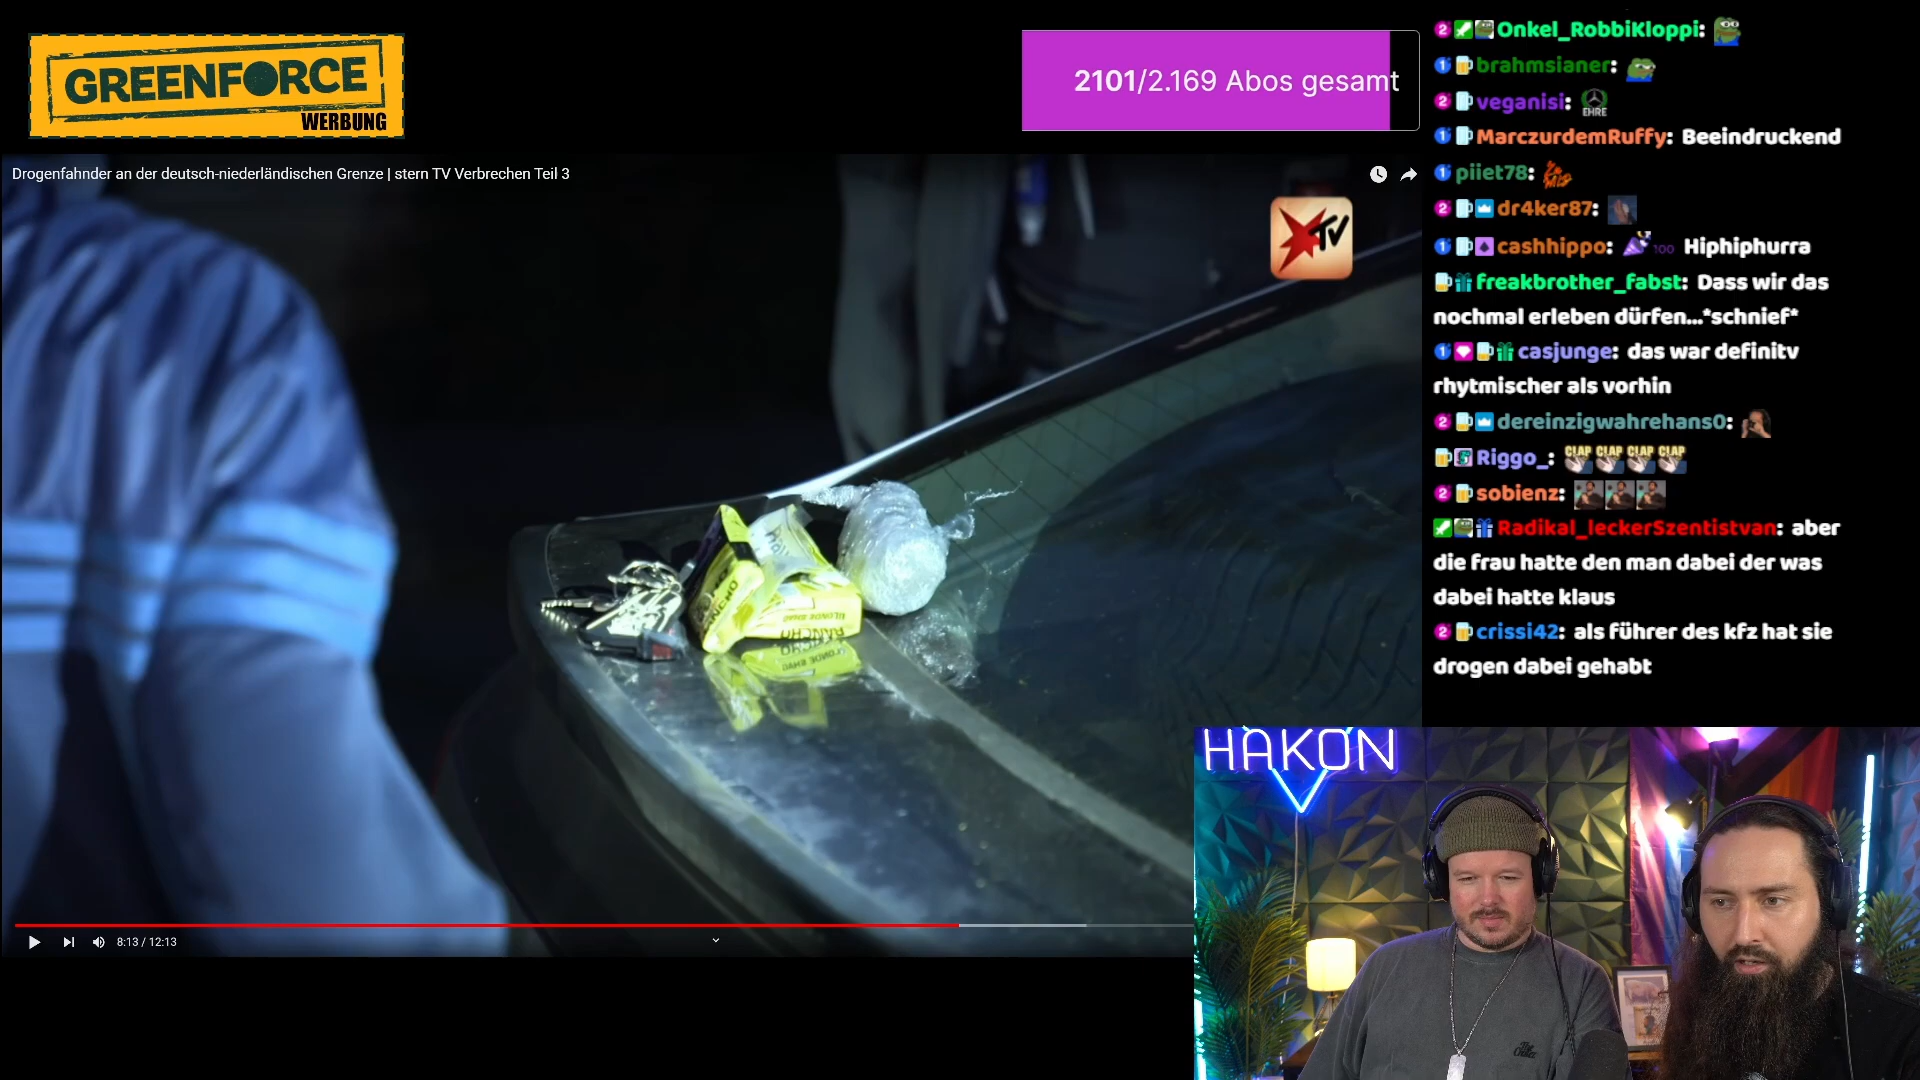 GREENFORCE
WERBUNG
2101/2.169 Abos gesamt
Drogenfahnder an der deutsch-niederländischen Grenze | stern TV Verbrechen Teil 3
TV
RANCHO
BLONDE SHAG
8:13 / 12:13
Onkel_RobbiKloppi:
brahmsianer:
veganisi: EHRE
MarczurdemRuffy: Beeindruckend
piiet78:
dr4ker87:
cashhippo: 100 Hiphiphurra
freakbrother_fabst: Dass wir das
nochmal erleben dürfen...*schnief*
casjunge: das war definitv
rhytmischer als vorhin
dereinzigwahrehans0:
Riggo_: CLAP CLAP CLAP CLAP
sobienz:
Radikal_leckerSzentistvan: aber
die frau hatte den man dabei der was
dabei hatte klaus
crissi42: als führer des kfz hat sie
drogen dabei gehabt
HAKON